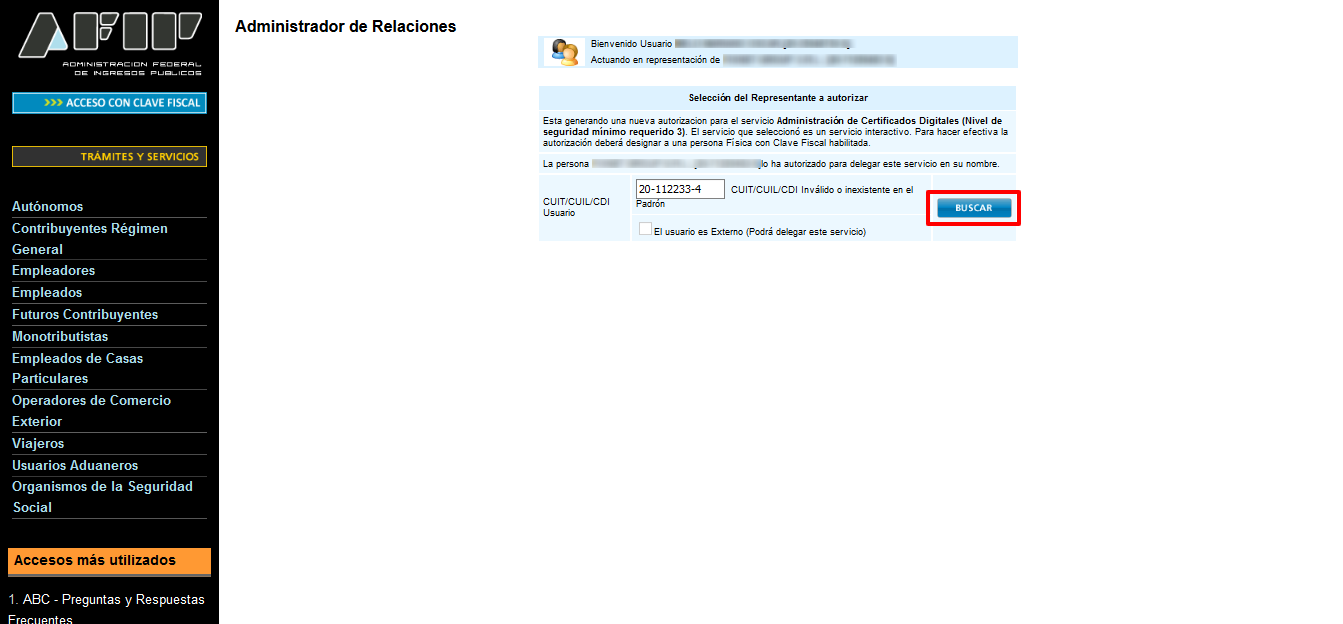 AFIP
ADMINISTRACION FEDERAL
DE INGRESOS PUBLICOS
>>> ACCESO CON CLAVE FISCAL
TRÁMITES Y SERVICIOS
Autónomos
Contribuyentes Régimen
General
Empleadores
Empleados
Futuros Contribuyentes
Monotributistas
Empleados de Casas
Particulares
Operadores de Comercio
Exterior
Viajeros
Usuarios Aduaneros
Organismos de la Seguridad
Social
Accesos más utilizados
1. ABC - Preguntas y Respuestas
Frecuentes
Administrador de Relaciones
Bienvenido Usuario
Actuando en representación de
Selección del Representante a autorizar
Esta generando una nueva autorizacion para el servicio Administración de Certificados Digitales (Nivel de
seguridad mínimo requerido 3). El servicio que seleccionó es un servicio interactivo. Para hacer efectiva la
autorización deberá designar a una persona Física con Clave Fiscal habilitada.
La persona lo ha autorizado para delegar este servicio en su nombre.
CUIT/CUIL/CDI
Usuario
20-112233-4 CUIT/CUIL/CDI Inválido o inexistente en el
Padrón
El usuario es Externo (Podrá delegar este servicio)
BUSCAR